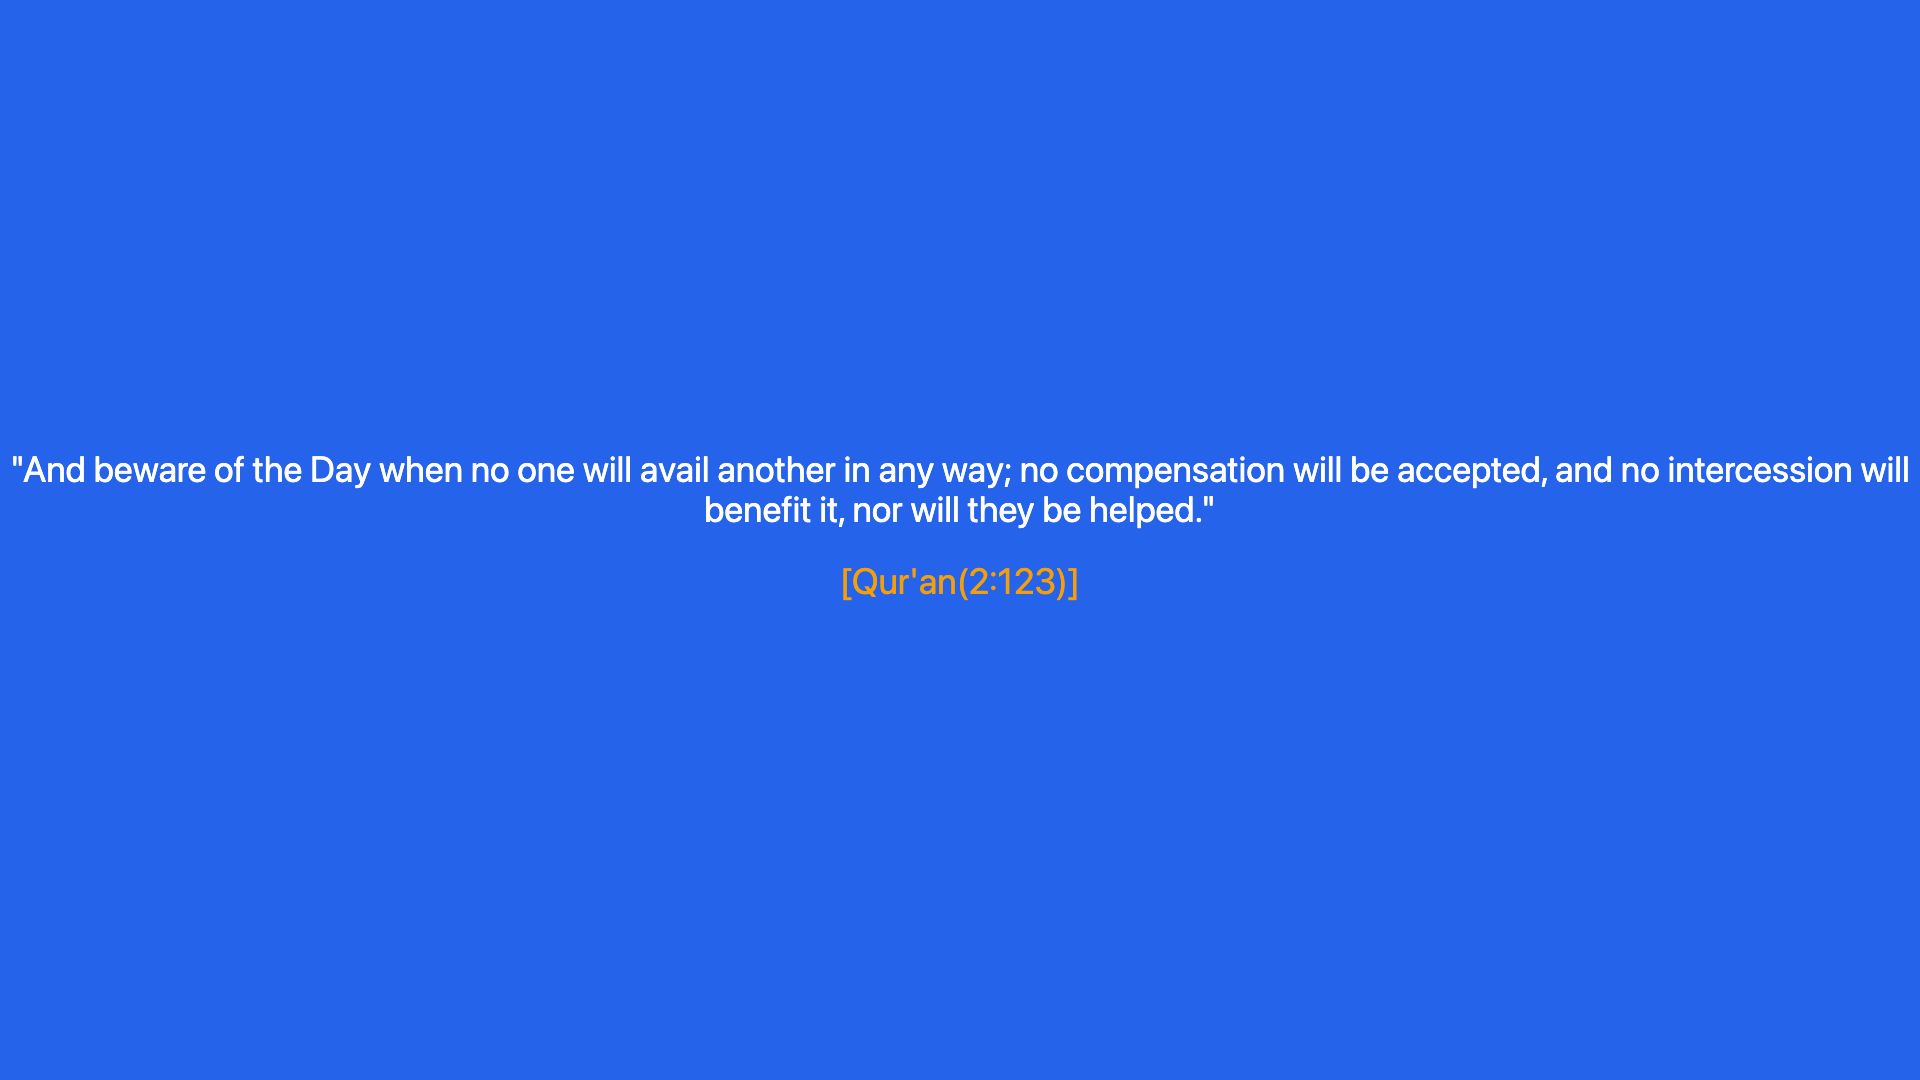 "And beware of the Day when no one will avail another in any way; no compensation will be accepted, and no intercession will
benefit it, nor will they be helped."
[Qur'an(2:123)]